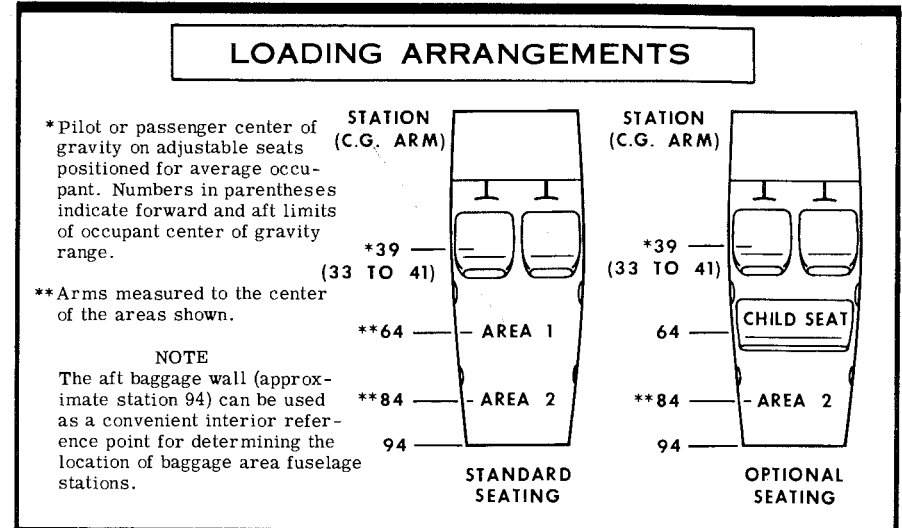 LOADING ARRANGEMENTS
*Pilot or passenger center of
gravity on adjustable seats
positioned for average occu-
pant. Numbers in parentheses
indicate forward and aft limits
of occupant center of gravity
range.
**Arms measured to the center
of the areas shown.
NOTE
The aft baggage wall (approx-
imate station 94) can be used
as a convenient interior refer-
ence point for determining the
location of baggage area fuselage
stations.
STATION
(C.G. ARM)
*39
(33 TO 41)
**64
AREA 1
**84
AREA 2
94
STANDARD
SEATING
STATION
(C.G. ARM)
*39
(33 TO 41)
64
CHILD SEAT
**84
AREA 2
94
OPTIONAL
SEATING